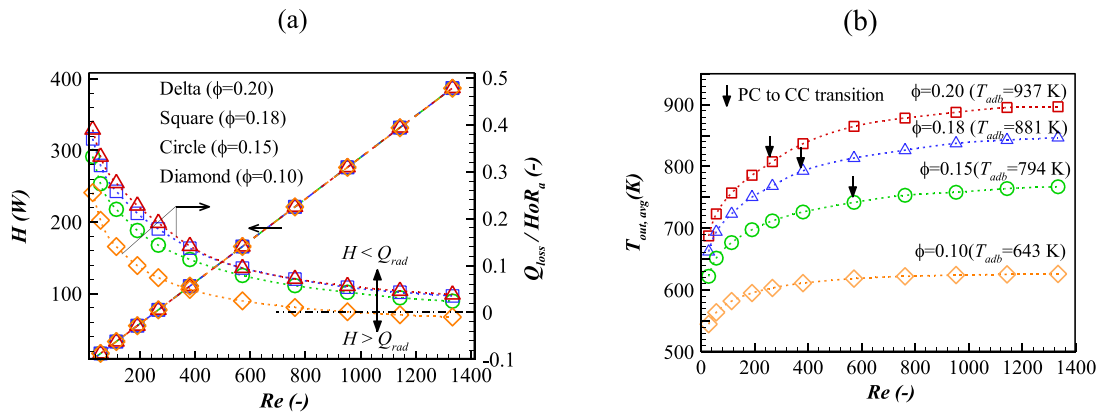 (a)
400
300
200
100
H (W)
0.5
0.4
0.3
0.2
0.1
0
-0.1
Q_loss / HoR_a (-)
Delta (ϕ=0.20)
Square (ϕ=0.18)
Circle (ϕ=0.15)
Diamond (ϕ=0.10)
H < Q_rad
H > Q_rad
0 200 400 600 800 1000 1200 1400
Re (-)
(b)
900
800
700
600
500
T_out,avg (K)
PC to CC transition
ϕ=0.20 (T_adb=937 K)
ϕ=0.18 (T_adb=881 K)
ϕ=0.15(T_adb=794 K)
ϕ=0.10(T_adb=643 K)
0 200 400 600 800 1000 1200 1400
Re (-)